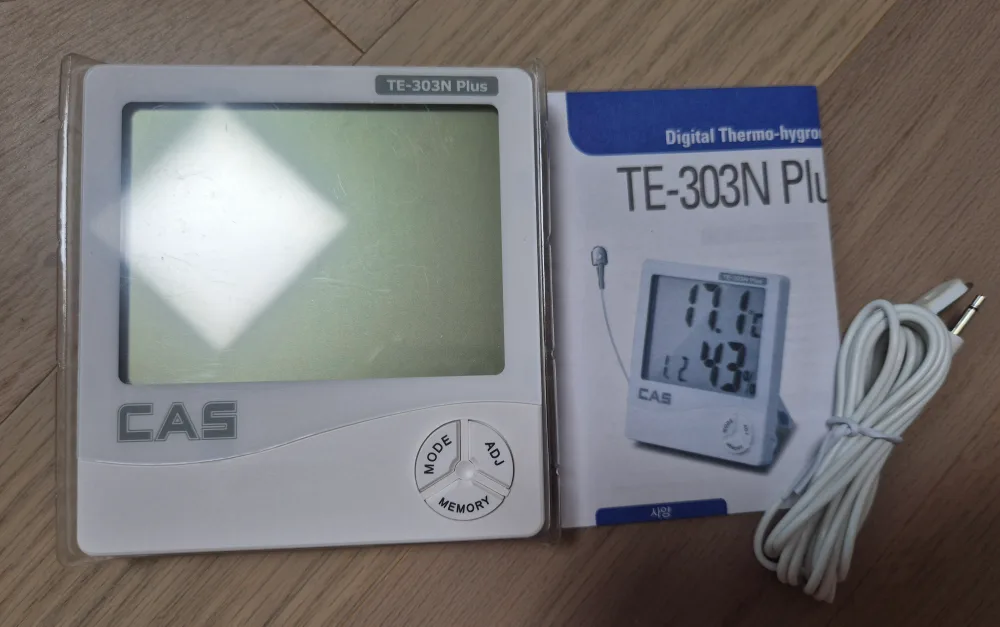 TE-303N Plus
CAS
MODE
ADJ
MEMORY
Digital Thermo-hygro
TE-303N Plu
TE-303N Plus
17.1℃
12 43%
CAS
사양